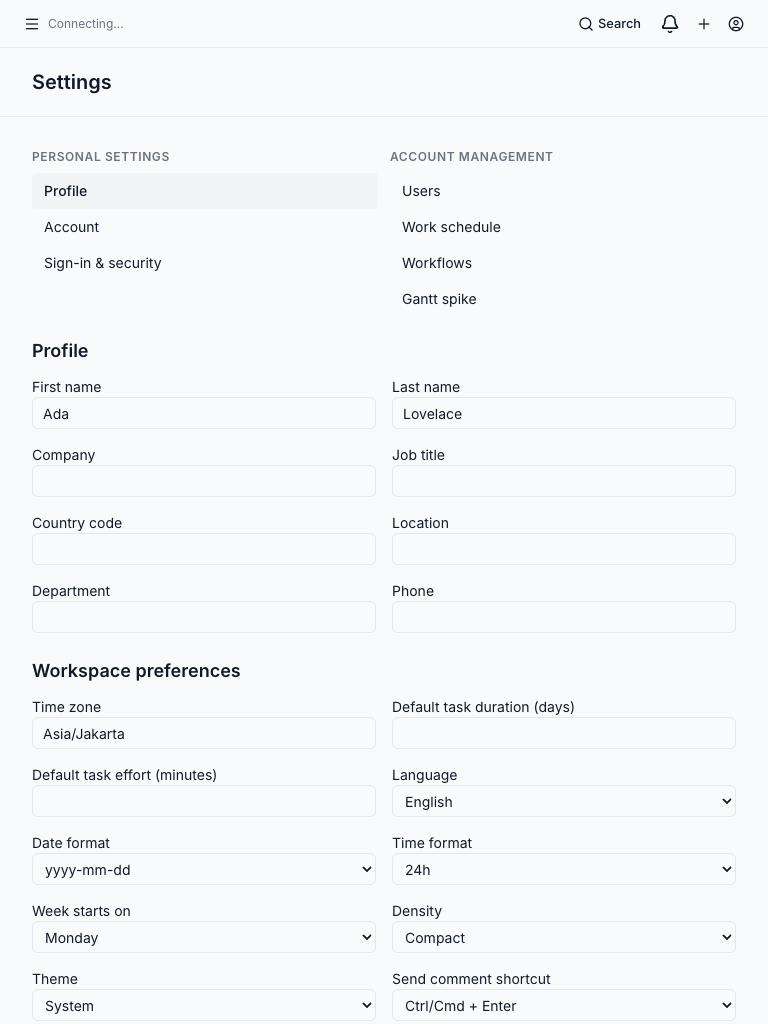 Connecting...
Search
Settings
PERSONAL SETTINGS
Profile
Account
Sign-in & security
ACCOUNT MANAGEMENT
Users
Work schedule
Workflows
Gantt spike
Profile
First name
Ada
Last name
Lovelace
Company
Job title
Country code
Location
Department
Phone
Workspace preferences
Time zone
Asia/Jakarta
Default task duration (days)
Default task effort (minutes)
Language
English
Date format
yyyy-mm-dd
Time format
24h
Week starts on
Monday
Density
Compact
Theme
System
Send comment shortcut
Ctrl/Cmd + Enter